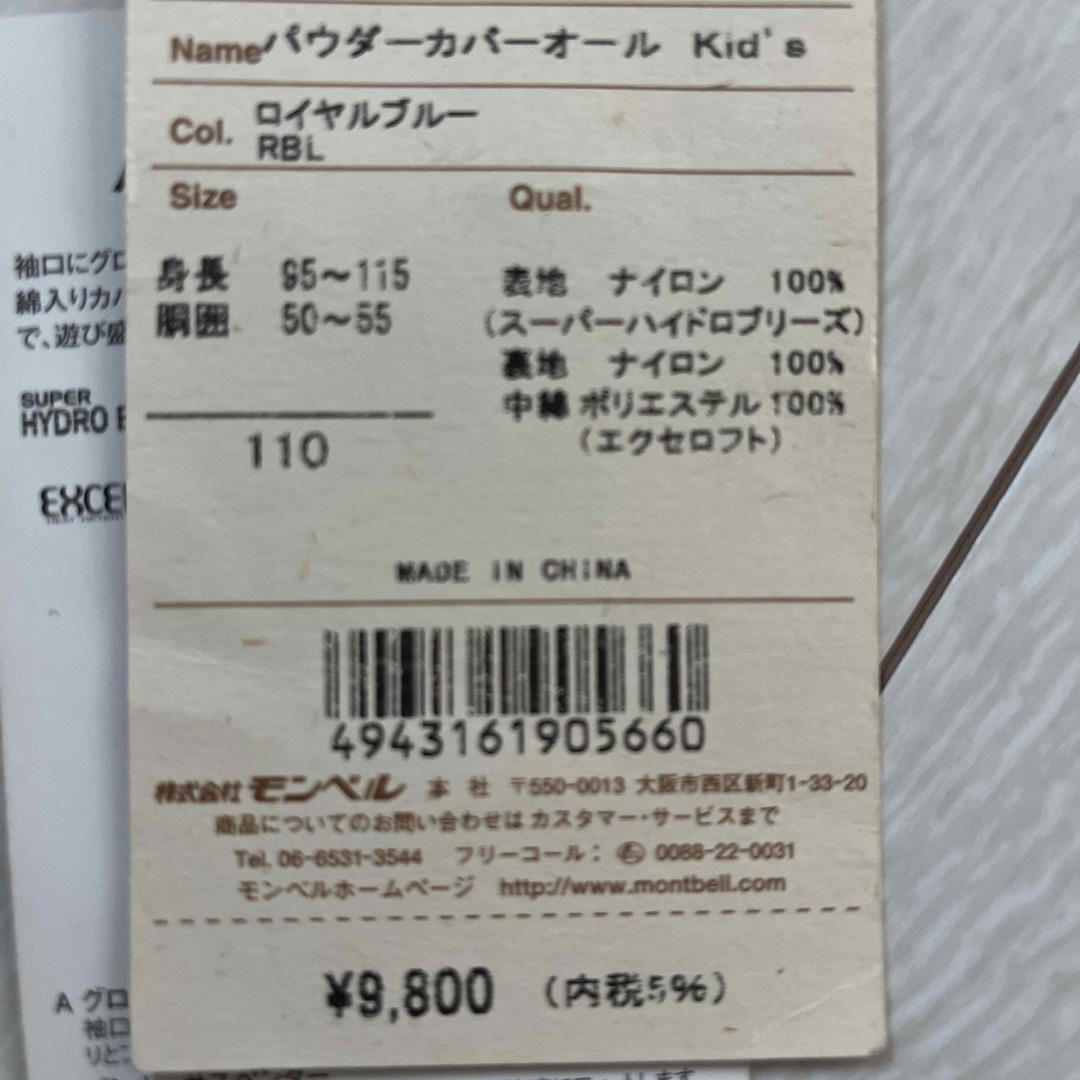 Name パウダーカバーオール Kid's
Col. ロイヤルブルー
RBL
Size Qual.
身長 95～115
胴囲 50～55
110
表地 ナイロン 100%
(スーパーハイドロブリーズ)
裏地 ナイロン 100%
中綿 ポリエステル 100%
(エクセロフト)
MADE IN CHINA
4943161905660
株式会社 モンベル 本社 〒550-0013 大阪市西区新町1-33-20
商品についてのお問い合わせはカスタマー・サービスまで
Tel. 06-6531-3544 フリーコール： 0088-22-0031
モンベルホームページ http://www.montbell.com
¥9,800 (内税5%)
袖口にグロ
綿入りカバ
で、遊び盛
SUPER
HYDRO
EXCEL
A グロ
袖口
りと